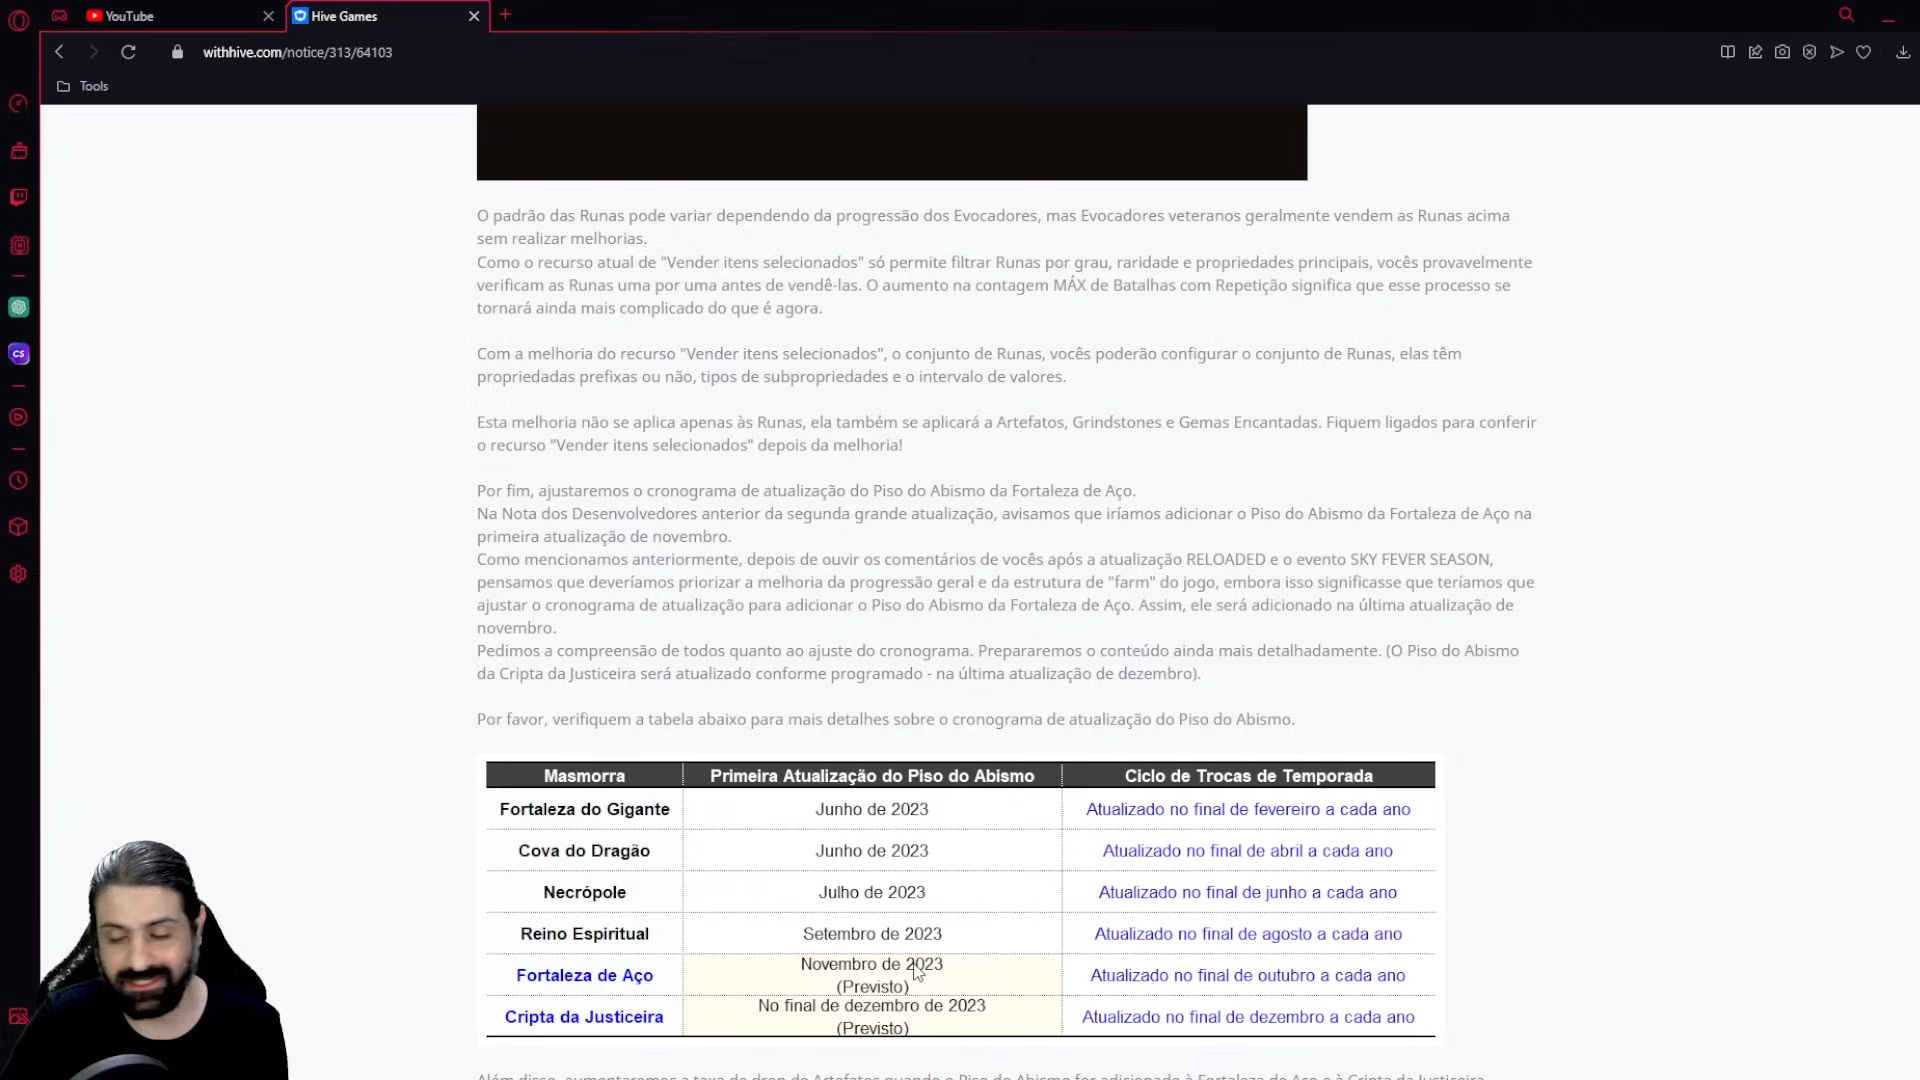 YouTube
Hive Games
withhive.com/notice/313/64103
Tools
O padrão das Runas pode variar dependendo da progressão dos Evocadores, mas Evocadores veteranos geralmente vendem as Runas acima
sem realizar melhorias.
Como o recurso atual de "Vender itens selecionados" só permite filtrar Runas por grau, raridade e propriedades principais, vocês provavelmente
verificam as Runas uma por uma antes de vendê-las. O aumento na contagem MÁX de Batalhas com Repetição significa que esse processo se
tornará ainda mais complicado do que é agora.
Com a melhoria do recurso "Vender itens selecionados", o conjunto de Runas, vocês poderão configurar o conjunto de Runas, elas têm
propriedadas prefixas ou não, tipos de subpropriedades e o intervalo de valores.
Esta melhoria não se aplica apenas às Runas, ela também se aplicará a Artefatos, Grindstones e Gemas Encantadas. Fiquem ligados para conferir
o recurso "Vender itens selecionados" depois da melhoria!
Por fim, ajustaremos o cronograma de atualização do Piso do Abismo da Fortaleza de Aço.
Na Nota dos Desenvolvedores anterior da segunda grande atualização, avisamos que iríamos adicionar o Piso do Abismo da Fortaleza de Aço na
primeira atualização de novembro.
Como mencionamos anteriormente, depois de ouvir os comentários de vocês após a atualização RELOADED e o evento SKY FEVER SEASON,
pensamos que deveríamos priorizar a melhoria da progressão geral e da estrutura de "farm" do jogo, embora isso significasse que teríamos que
ajustar o cronograma de atualização para adicionar o Piso do Abismo da Fortaleza de Aço. Assim, ele será adicionado na última atualização de
novembro.
Pedimos a compreensão de todos quanto ao ajuste do cronograma. Prepararemos o conteúdo ainda mais detalhadamente. (O Piso do Abismo
da Cripta da Justiceira será atualizado conforme programado - na última atualização de dezembro).
Por favor, verifiquem a tabela abaixo para mais detalhes sobre o cronograma de atualização do Piso do Abismo.
Masmorra Primeira Atualização do Piso do Abismo Ciclo de Trocas de Temporada
Fortaleza do Gigante Junho de 2023 Atualizado no final de fevereiro a cada ano
Cova do Dragão Junho de 2023 Atualizado no final de abril a cada ano
Necrópole Julho de 2023 Atualizado no final de junho a cada ano
Reino Espiritual Setembro de 2023 Atualizado no final de agosto a cada ano
Fortaleza de Aço Novembro de 2023 (Previsto) Atualizado no final de outubro a cada ano
Cripta da Justiceira No final de dezembro de 2023 (Previsto) Atualizado no final de dezembro a cada ano
Além disso, aumentaremos a taxa de drop de Artefatos quando o Piso do Abismo for adicionado à Fortaleza de Aço e à Cripta da Justiceira
CS